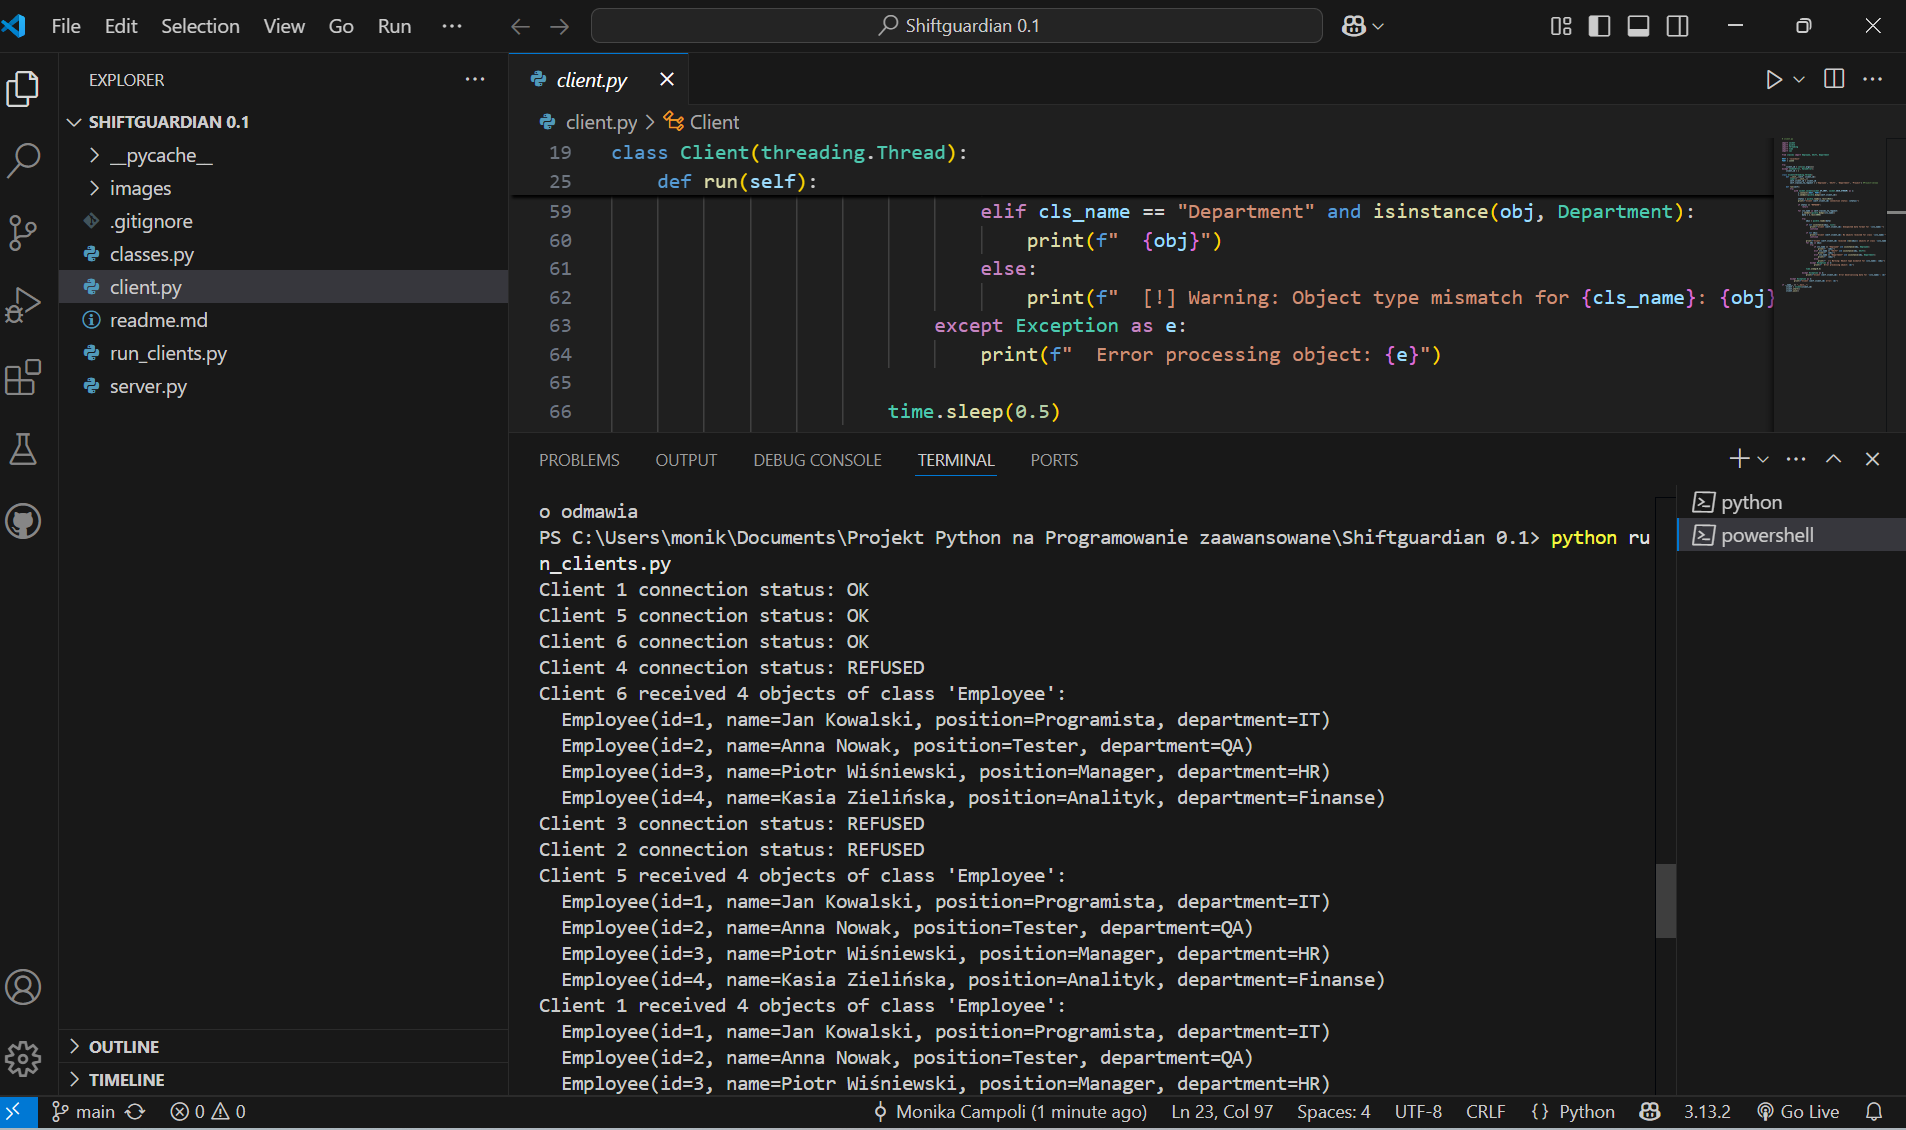 File Edit Selection View Go Run ···
Shiftguardian 0.1
EXPLORER
SHIFTGUARDIAN 0.1
__pycache__
images
.gitignore
classes.py
client.py
readme.md
run_clients.py
server.py
OUTLINE
TIMELINE
client.py
client.py > Client
19 class Client(threading.Thread):
25 def run(self):
59 elif cls_name == "Department" and isinstance(obj, Department):
60 print(f"  {obj}")
61 else:
62 print(f"  [!] Warning: Object type mismatch for {cls_name}: {obj}
63 except Exception as e:
64 print(f"  Error processing object: {e}")
65
66 time.sleep(0.5)
PROBLEMS OUTPUT DEBUG CONSOLE TERMINAL PORTS
o odmawia
PS C:\Users\monik\Documents\Projekt Python na Programowanie zaawansowane\Shiftguardian 0.1> python ru
n_clients.py
Client 1 connection status: OK
Client 5 connection status: OK
Client 6 connection status: OK
Client 4 connection status: REFUSED
Client 6 received 4 objects of class 'Employee':
  Employee(id=1, name=Jan Kowalski, position=Programista, department=IT)
  Employee(id=2, name=Anna Nowak, position=Tester, department=QA)
  Employee(id=3, name=Piotr Wiśniewski, position=Manager, department=HR)
  Employee(id=4, name=Kasia Zielińska, position=Analityk, department=Finanse)
Client 3 connection status: REFUSED
Client 2 connection status: REFUSED
Client 5 received 4 objects of class 'Employee':
  Employee(id=1, name=Jan Kowalski, position=Programista, department=IT)
  Employee(id=2, name=Anna Nowak, position=Tester, department=QA)
  Employee(id=3, name=Piotr Wiśniewski, position=Manager, department=HR)
  Employee(id=4, name=Kasia Zielińska, position=Analityk, department=Finanse)
Client 1 received 4 objects of class 'Employee':
  Employee(id=1, name=Jan Kowalski, position=Programista, department=IT)
  Employee(id=2, name=Anna Nowak, position=Tester, department=QA)
  Employee(id=3, name=Piotr Wiśniewski, position=Manager, department=HR)
python
powershell
main 0 0 Monika Campoli (1 minute ago) Ln 23, Col 97 Spaces: 4 UTF-8 CRLF {} Python 3.13.2 Go Live